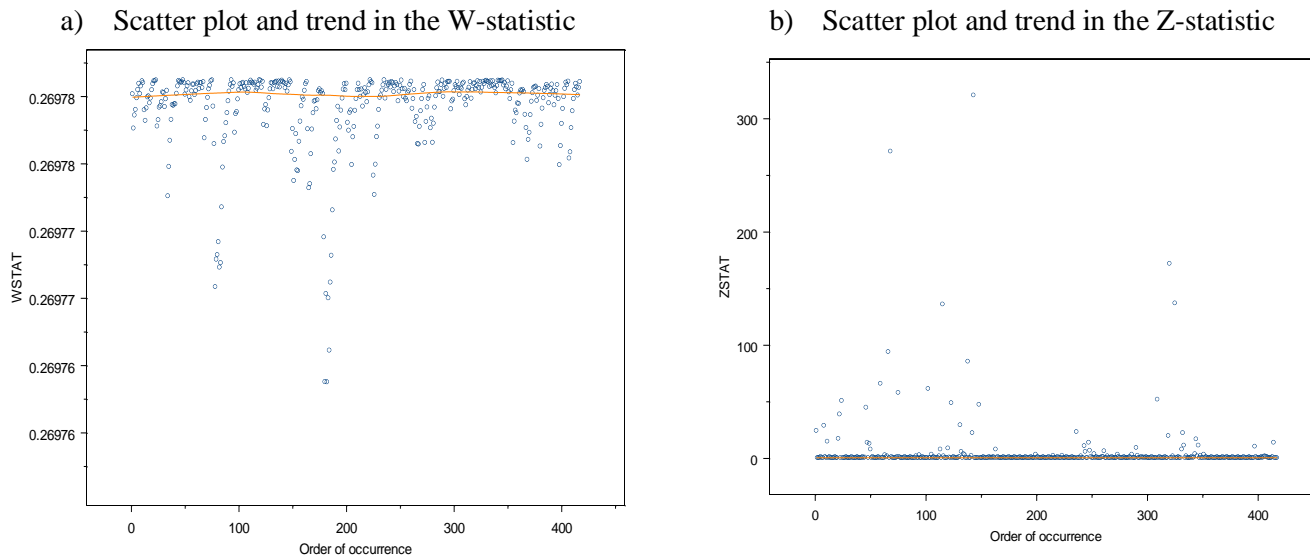 a) Scatter plot and trend in the W-statistic
0.26978
0.26978
0.26977
0.26977
0.26976
0.26976
WSTAT
0 100 200 300 400
Order of occurrence
b) Scatter plot and trend in the Z-statistic
300
200
100
0
ZSTAT
0 100 200 300 400
Order of occurrence